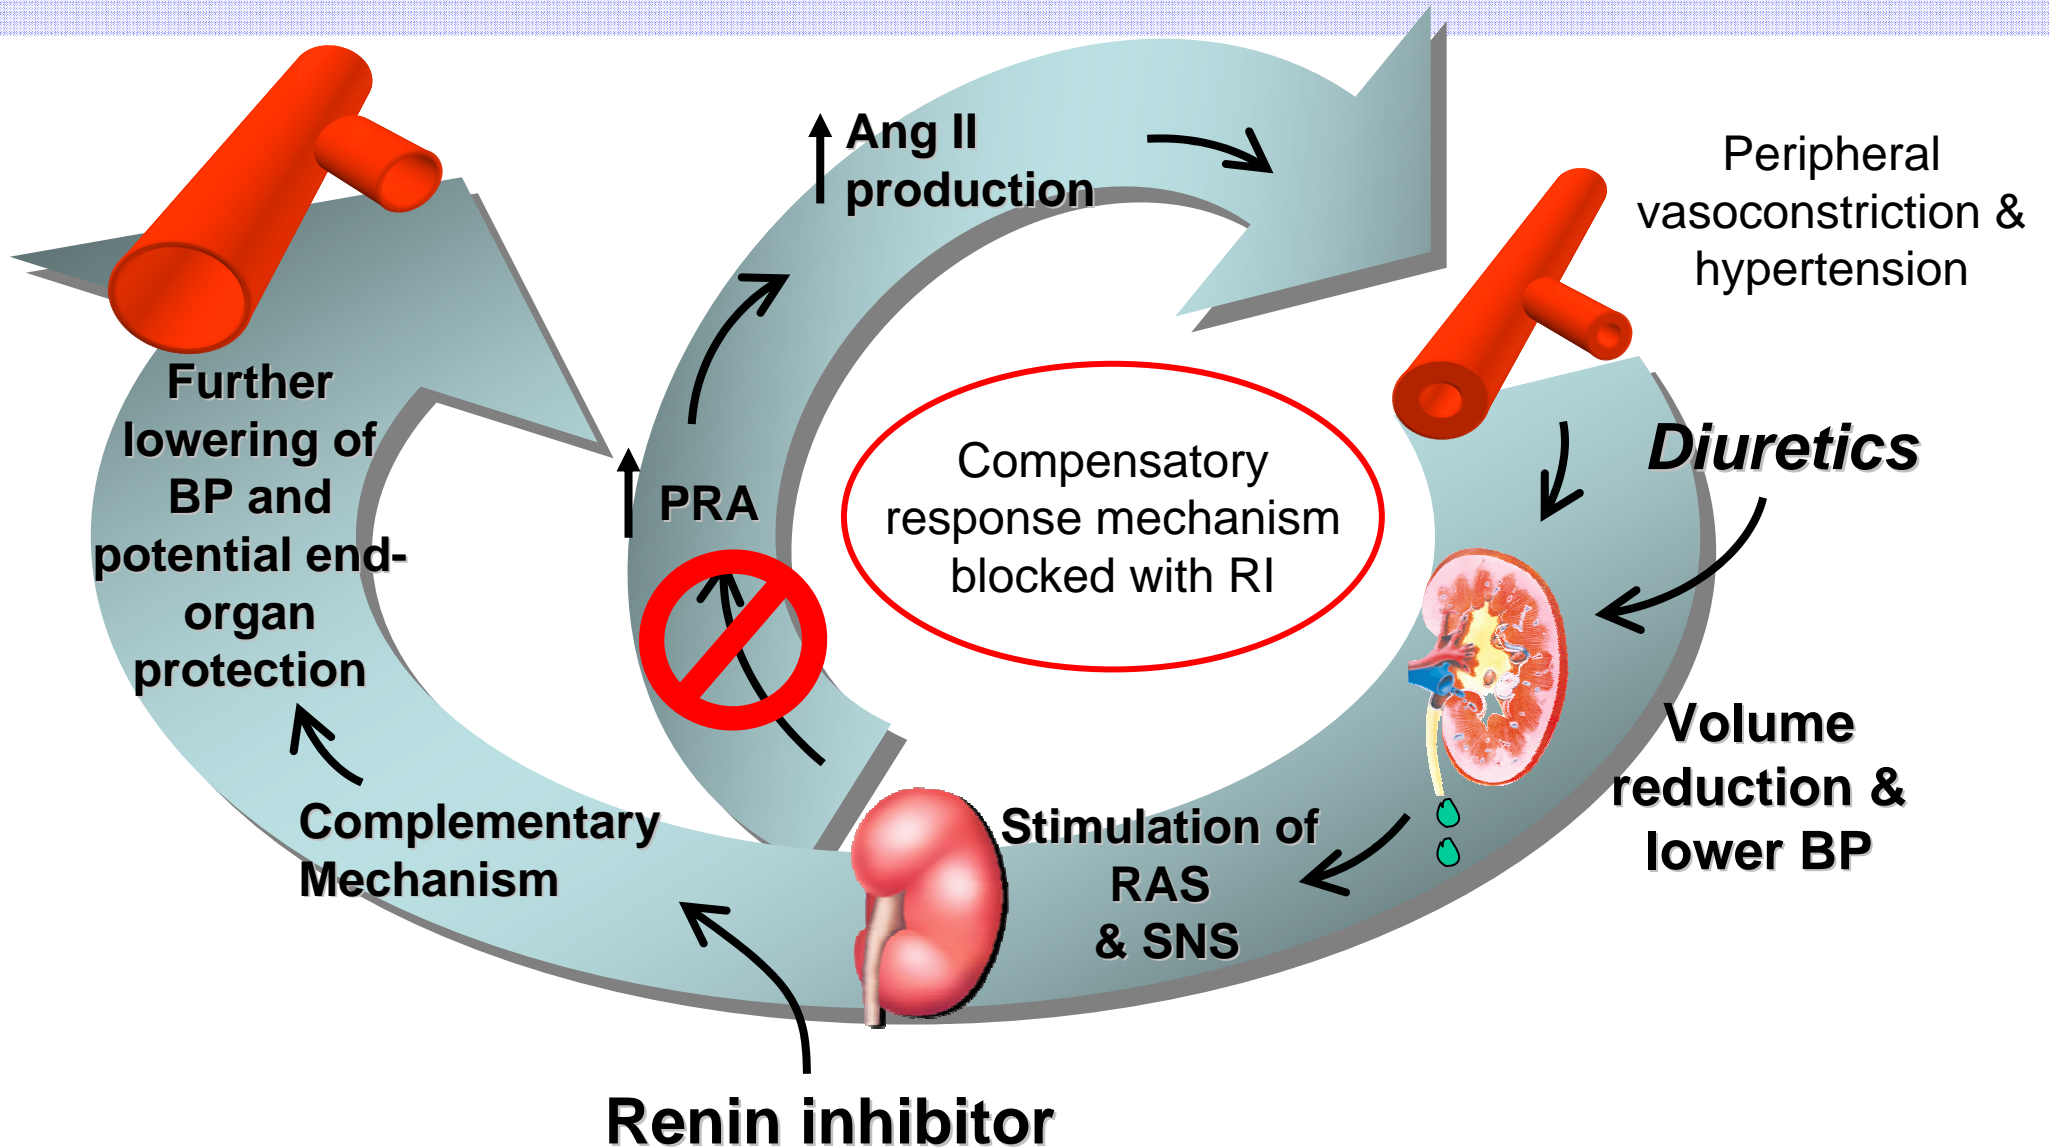 Ang II
production
Peripheral
vasoconstriction &
hypertension
Further
lowering of
BP and
potential end-
organ
protection
PRA
Compensatory
response mechanism
blocked with RI
Diuretics
Volume
reduction &
lower BP
Complementary
Mechanism
Stimulation of
RAS
& SNS
Renin inhibitor